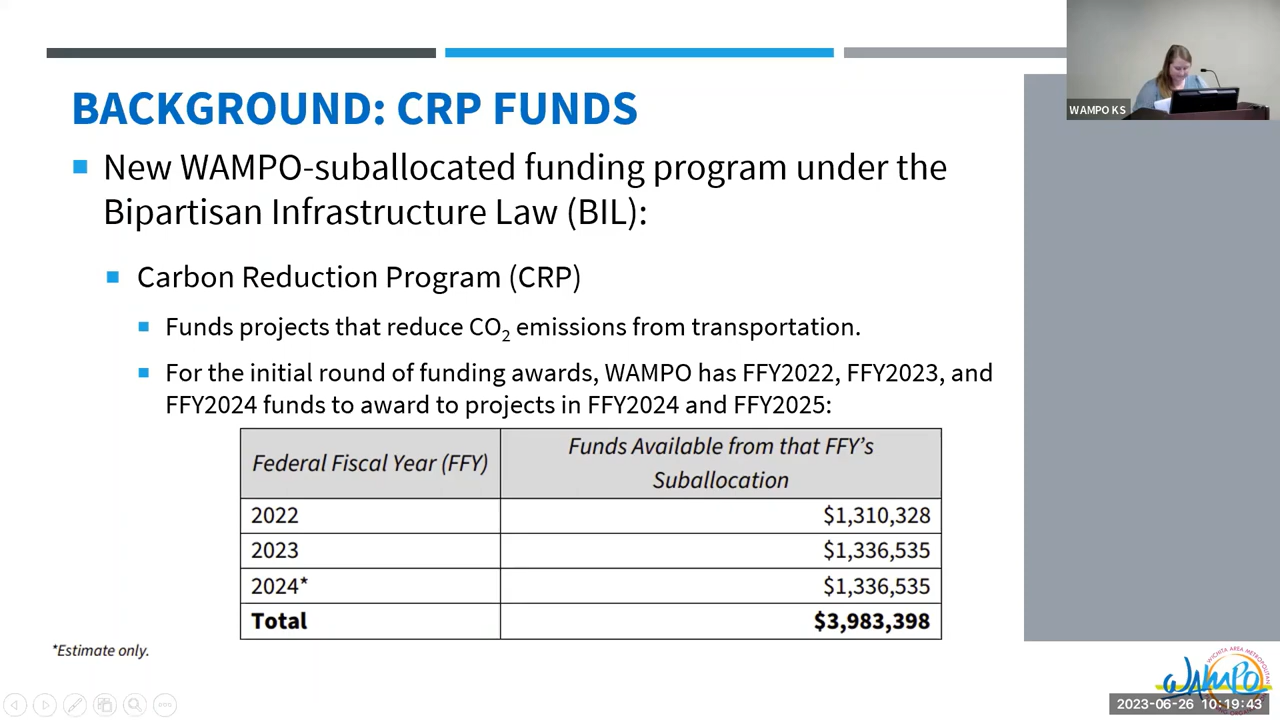 WAMPO KS
BACKGROUND: CRP FUNDS
New WAMPO-suballocated funding program under the
Bipartisan Infrastructure Law (BIL):
Carbon Reduction Program (CRP)
Funds projects that reduce CO₂ emissions from transportation.
For the initial round of funding awards, WAMPO has FFY2022, FFY2023, and
FFY2024 funds to award to projects in FFY2024 and FFY2025:
Federal Fiscal Year (FFY)
Funds Available from that FFY’s
Suballocation
2022 $1,310,328
2023 $1,336,535
2024* $1,336,535
Total $3,983,398
*Estimate only.
WICHITA AREA METROPOLITAN
WAMPO
2023-06-26 10:19:43